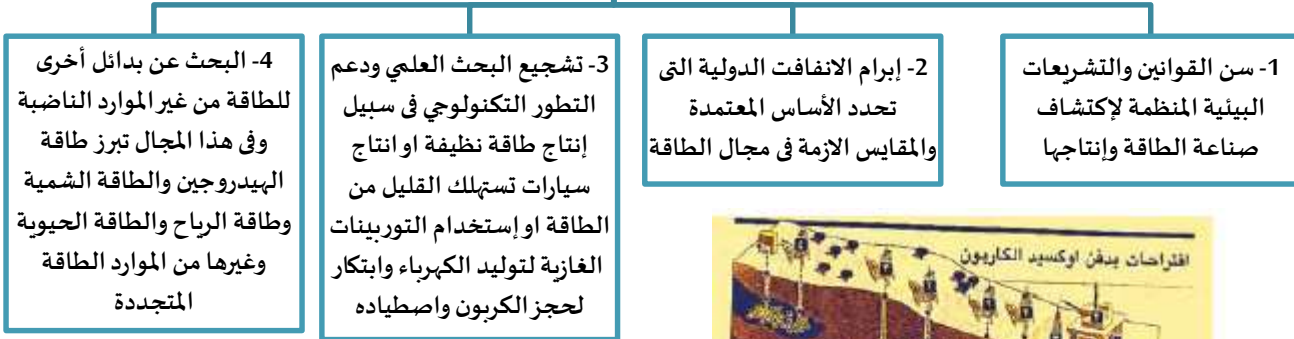 1- سن القوانين والتشريعات
البيئية المنظمة لإكتشاف
صناعة الطاقة وإنتاجها
2- إبرام الانفاقت الدولية التى
تحدد الأساس المعتمدة
والمقايس الازمة فى مجال الطاقة
3- تشجيع البحث العلمي ودعم
التطور التكنولوجي فى سبيل
إنتاج طاقة نظيفة او انتاج
سيارات تستهلك القليل من
الطاقة او إستخدام التوربينات
الغازية لتوليد الكهرباء وابتكار
لحجز الكربون واصطياده
4- البحث عن بدائل أخرى
للطاقة من غير الموارد الناضبة
وفى هذا المجال تبرز طاقة
الهيدروجين والطاقة الشمية
وطاقة الرياح والطاقة الحيوية
وغيرها من الموارد الطاقة
المتجددة
اقتراحات بدفن اوكسيد الكاربون